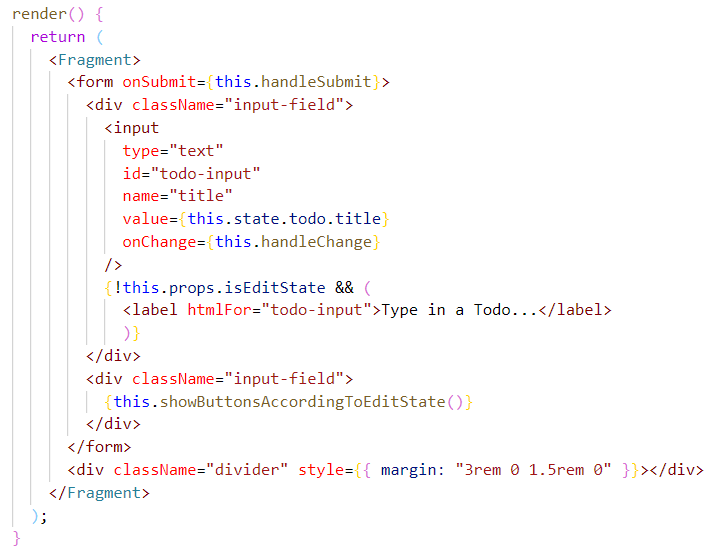 render() {
return (
<Fragment>
<form onSubmit={this.handleSubmit}>
<div className="input-field">
<input
type="text"
id="todo-input"
name="title"
value={this.state.todo.title}
onChange={this.handleChange}
/>
{!this.props.isEditState && (
<label htmlFor="todo-input">Type in a Todo...</label>
)}
</div>
<div className="input-field">
{this.showButtonsAccordingToEditState()}
</div>
</form>
<div className="divider" style={{ margin: "3rem 0 1.5rem 0" }}></div>
</Fragment>
);
}